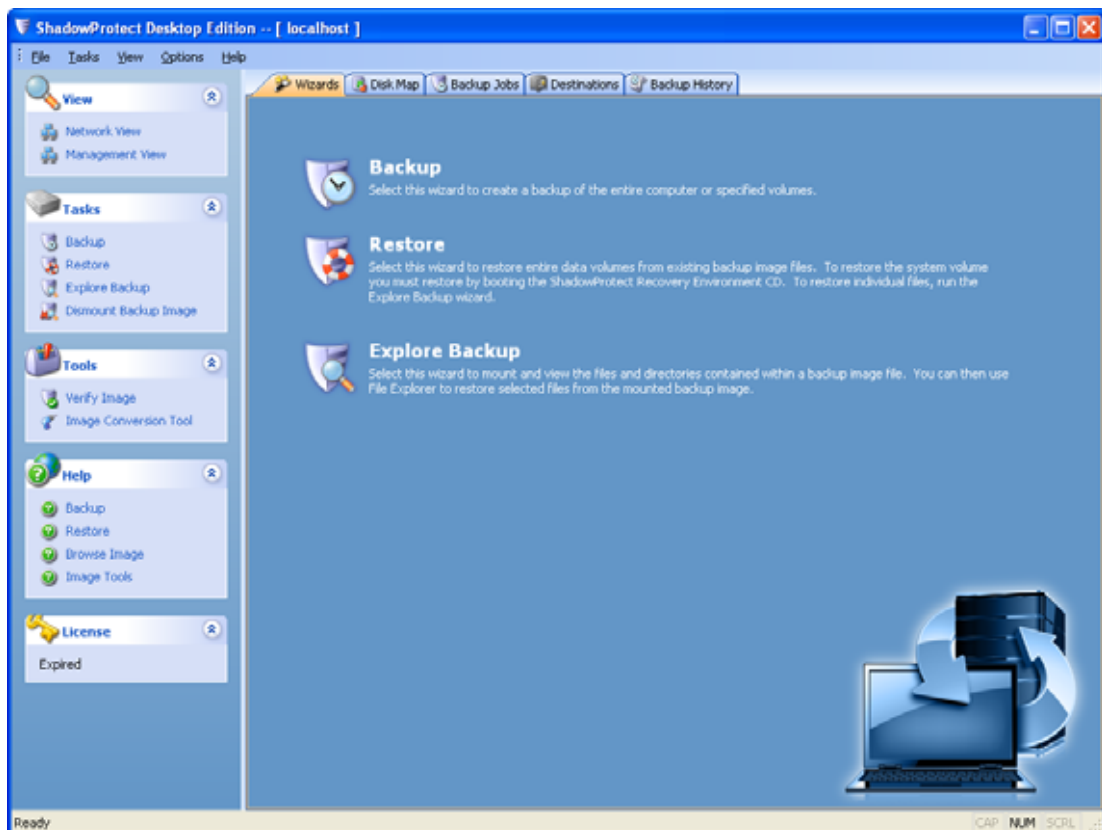 ShadowProtect Desktop Edition -- [ localhost ]
File Tasks View Options Help
View
Network View
Management View
Tasks
Backup
Restore
Explore Backup
Dismount Backup Image
Tools
Verify Image
Image Conversion Tool
Help
Backup
Restore
Browse Image
Image Tools
License
Expired
Wizards Disk Map Backup Jobs Destinations Backup History
Backup
Select this wizard to create a backup of the entire computer or specified volumes.
Restore
Select this wizard to restore entire data volumes from existing backup image files. To restore the system volume
you must restore by booting the ShadowProtect Recovery Environment CD. To restore individual files, run the
Explore Backup wizard.
Explore Backup
Select this wizard to mount and view the files and directories contained within a backup image file. You can then use
File Explorer to restore selected files from the mounted backup image.
Ready
CAP NUM SCRL